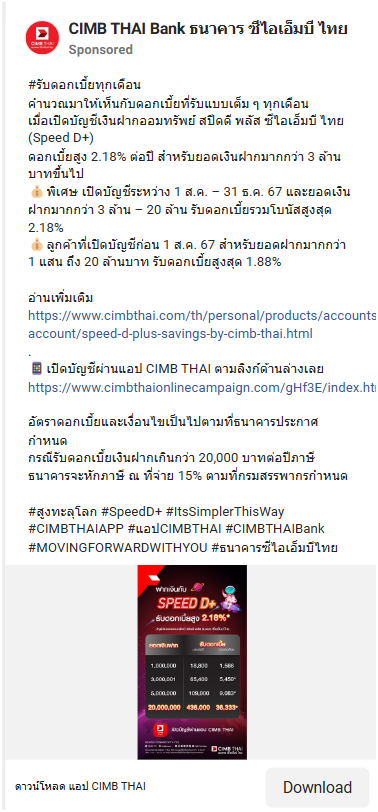 CIMB THAI Bank ธนาคาร ซีไอเอ็มบี ไทย
Sponsored
#รับดอกเบี้ยทุกเดือน
คำนวณมาให้เห็นกับดอกเบี้ยที่รับแบบเต็ม ๆ ทุกเดือน
เมื่อเปิดบัญชีเงินฝากออมทรัพย์ สปีดดี พลัส ซีไอเอ็มบี ไทย
(Speed D+)
ดอกเบี้ยสูง 2.18% ต่อปี สำหรับยอดเงินฝากมากกว่า 3 ล้าน
บาทขึ้นไป
💰 พิเศษ เปิดบัญชีระหว่าง 1 ส.ค. – 31 ธ.ค. 67 และยอดเงิน
ฝากมากกว่า 3 ล้าน – 20 ล้าน รับดอกเบี้ยรวมโบนัสสูงสุด
2.18%
💰 ลูกค้าที่เปิดบัญชีก่อน 1 ส.ค. 67 สำหรับยอดฝากมากกว่า
1 แสน ถึง 20 ล้านบาท รับดอกเบี้ยสูงสุด 1.88%
อ่านเพิ่มเติม
https://www.cimbthai.com/th/personal/products/accounts
account/speed-d-plus-savings-by-cimb-thai.html
.
📱 เปิดบัญชีผ่านแอป CIMB THAI ตามลิงก์ด้านล่างเลย
https://www.cimbthaionlinecampaign.com/gHf3E/index.htm
อัตราดอกเบี้ยและเงื่อนไขเป็นไปตามที่ธนาคารประกาศ
กำหนด
กรณีรับดอกเบี้ยเงินฝากเกินกว่า 20,000 บาทต่อปีภาษี
ธนาคารจะหักภาษี ณ ที่จ่าย 15% ตามที่กรมสรรพากรกำหนด
#สูงทะลุโลก #SpeedD+ #ItsSimplerThisWay
#CIMBTHAIAPP #แอปCIMBTHAI #CIMBTHAIBank
#MOVINGFORWARDWITHYOU #ธนาคารซีไอเอ็มบีไทย
ฝากเงินกับ
SPEED D+
รับดอกเบี้ยสูง 2.18%*
ยอดเงินฝาก รับดอกเบี้ย
1,000,000 18,800 1,566
3,000,001 65,400 5,450*
5,000,000 109,000 9,083*
20,000,000 436,000 36,333*
เปิดบัญชีผ่านแอป CIMB THAI
CIMB THAI
ดาวน์โหลด แอป CIMB THAI
Download